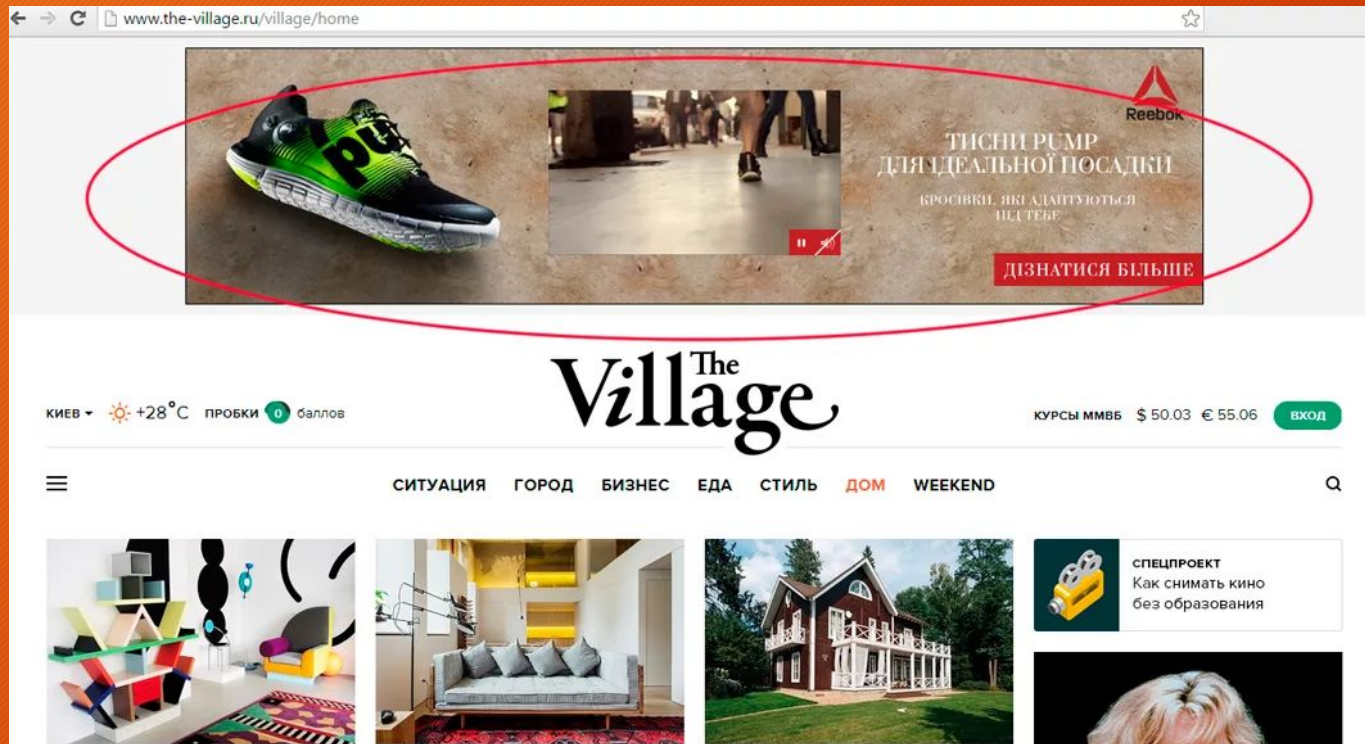 www.the-village.ru/village/home
Reebok
ТИСНИ PUMP
ДЛЯ ІДЕАЛЬНОЇ ПОСАДКИ
КРОСІВКИ, ЯКІ АДАПТУЮТЬСЯ
ПІД ТЕБЕ
ДІЗНАТИСЯ БІЛЬШЕ
pu
The
Village
КИЕВ +28°C ПРОБКИ 0 баллов
КУРСЫ ММВБ $ 50.03 € 55.06 ВХОД
СИТУАЦИЯ ГОРОД БИЗНЕС ЕДА СТИЛЬ ДОМ WEEKEND
СПЕЦПРОЕКТ
Как снимать кино
без образования